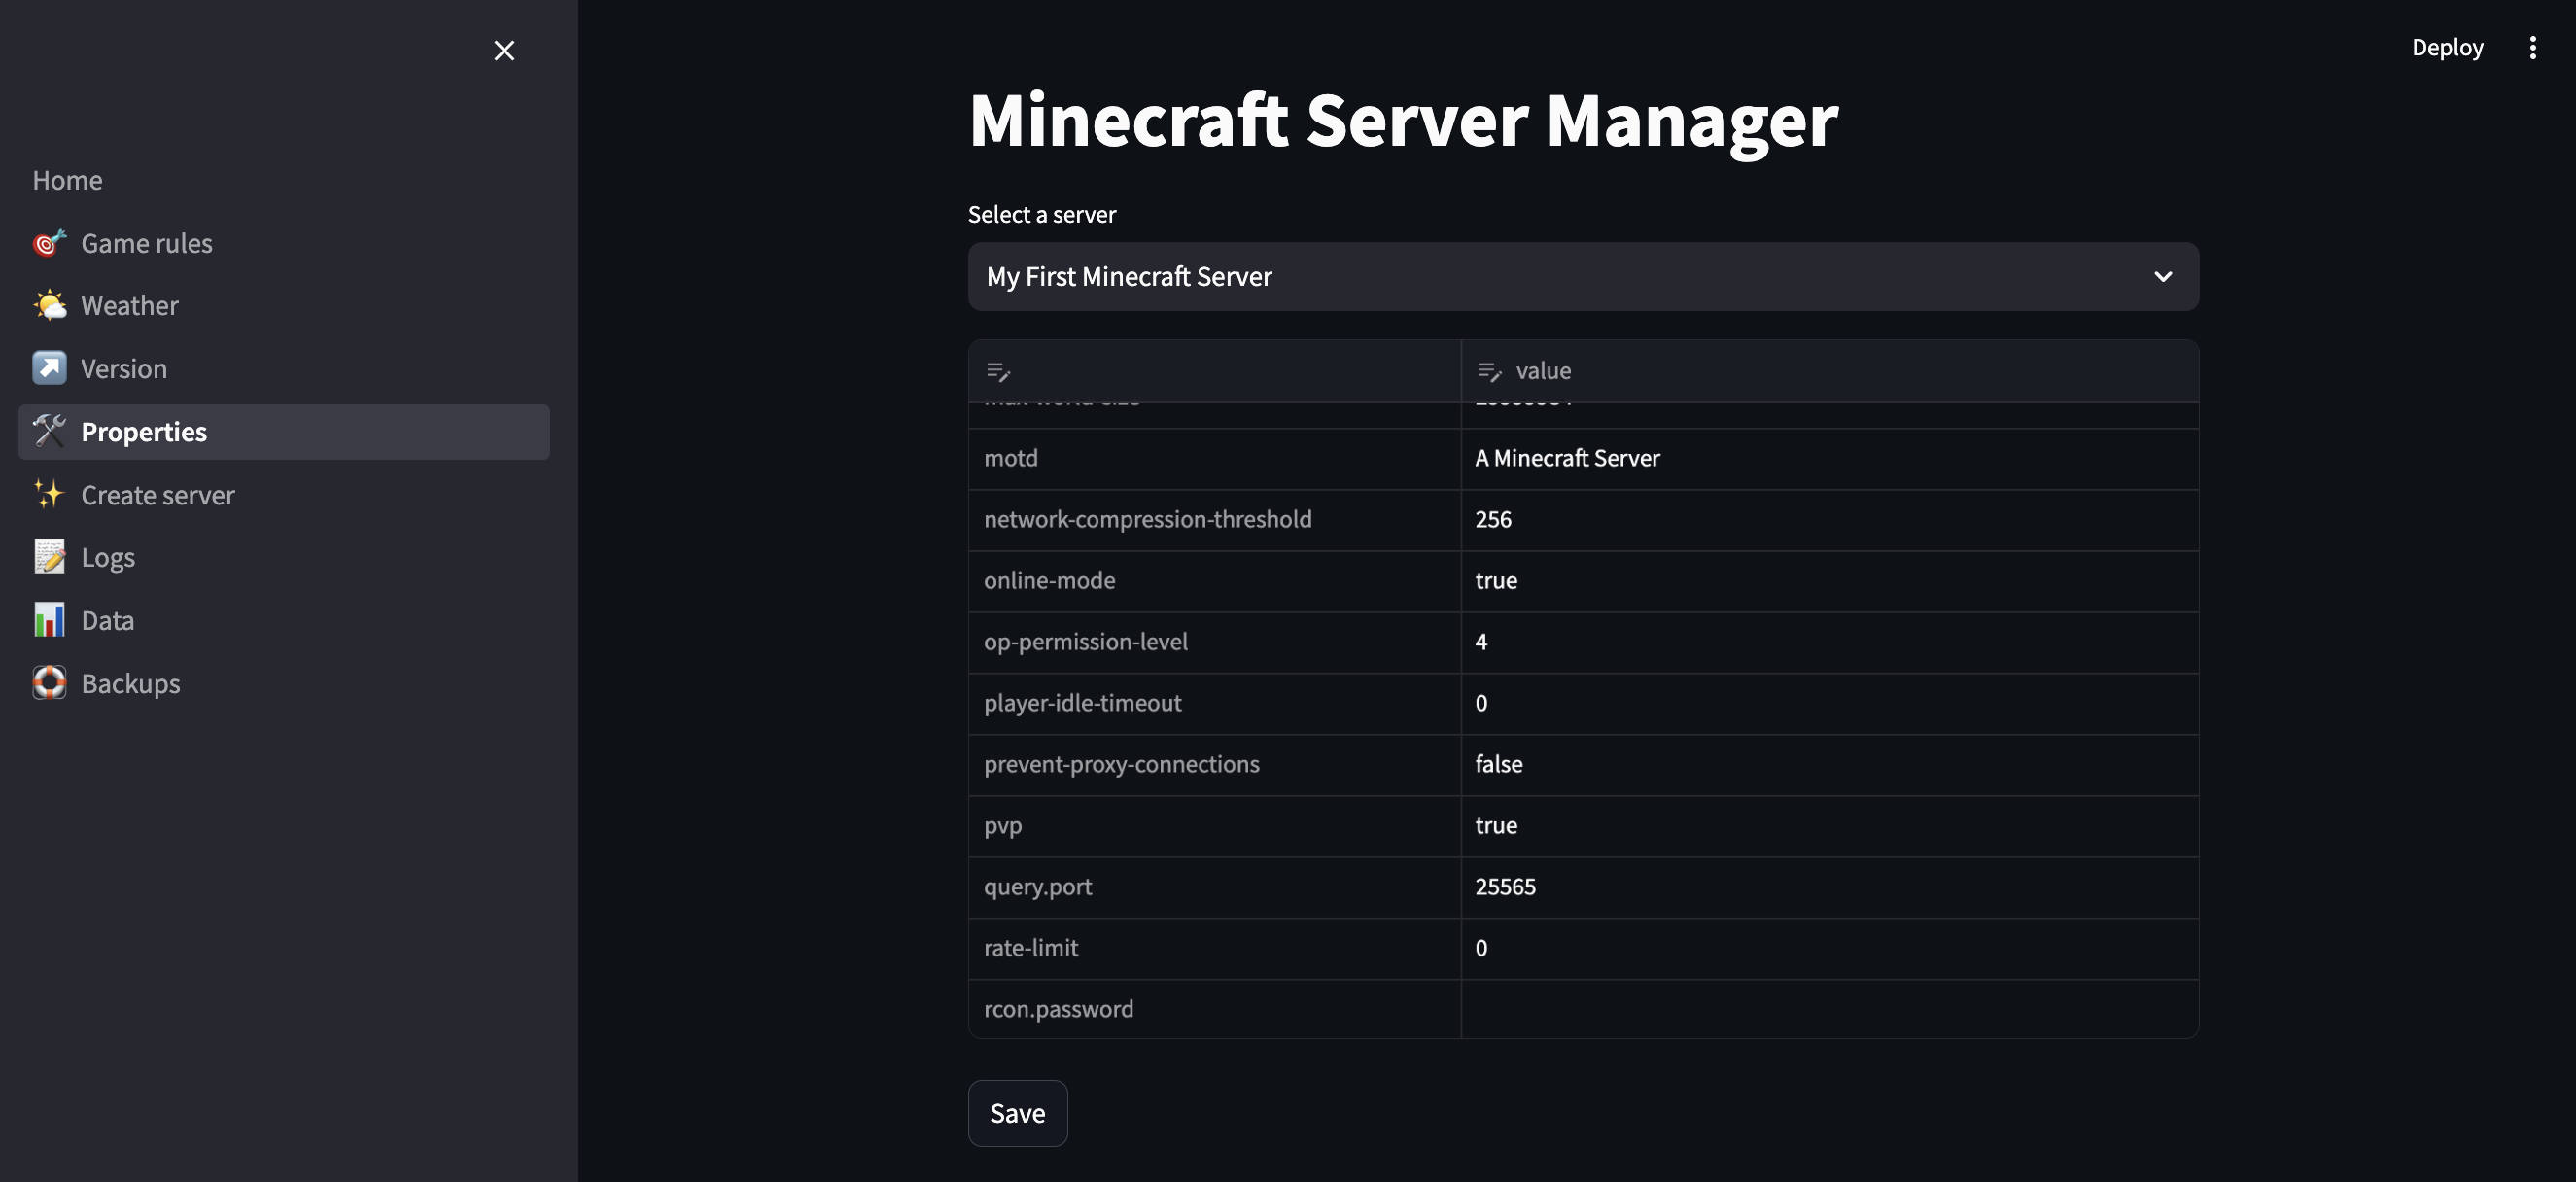 Deploy
Minecraft Server Manager
Home
Game rules
Weather
Version
Properties
Create server
Logs
Data
Backups
Select a server
My First Minecraft Server
value
motd A Minecraft Server
network-compression-threshold 256
online-mode true
op-permission-level 4
player-idle-timeout 0
prevent-proxy-connections false
pvp true
query.port 25565
rate-limit 0
rcon.password
Save